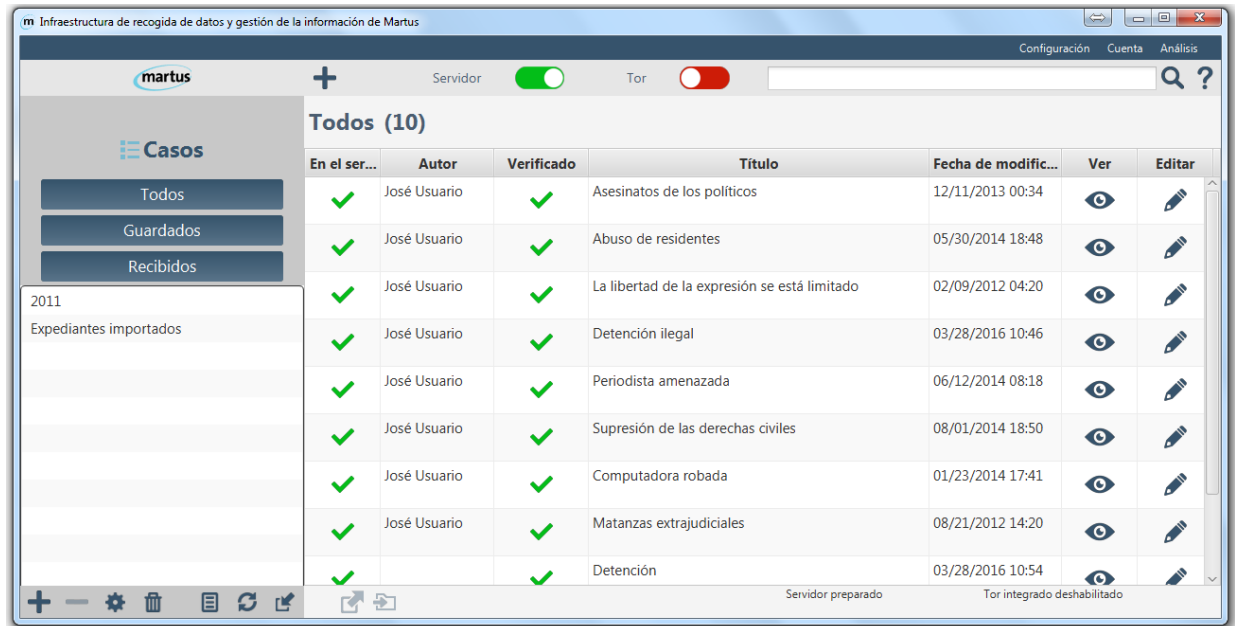 m Infraestructura de recogida de datos y gestión de la información de Martus
Configuración Cuenta Análisis
martus Servidor Tor ?
Casos
Todos
Guardados
Recibidos
2011
Expediantes importados
Todos (10)
En el ser... Autor Verificado Título Fecha de modific... Ver Editar
José Usuario Asesinatos de los políticos 12/11/2013 00:34
José Usuario Abuso de residentes 05/30/2014 18:48
José Usuario La libertad de la expresión se está limitado 02/09/2012 04:20
José Usuario Detención ilegal 03/28/2016 10:46
José Usuario Periodista amenazada 06/12/2014 08:18
José Usuario Supresión de las derechas civiles 08/01/2014 18:50
José Usuario Computadora robada 01/23/2014 17:41
José Usuario Matanzas extrajudiciales 08/21/2012 14:20
Detención 03/28/2016 10:54
Servidor preparado Tor integrado deshabilitado